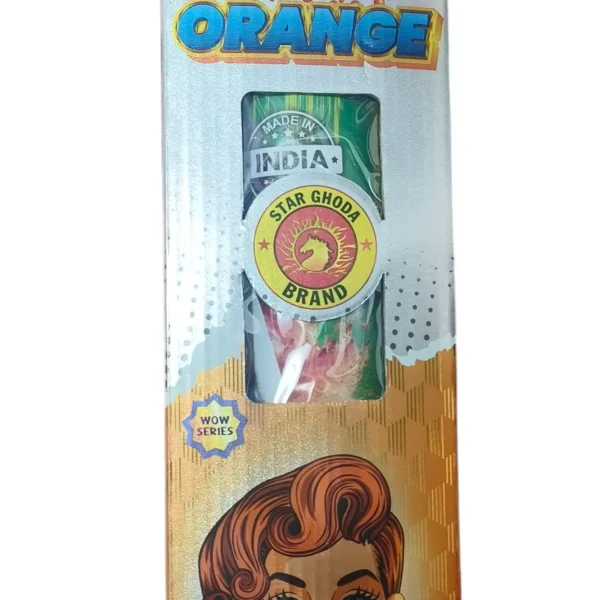 ORANGE
MADE IN
INDIA
STAR GHODA
BRAND
WOW
SERIES